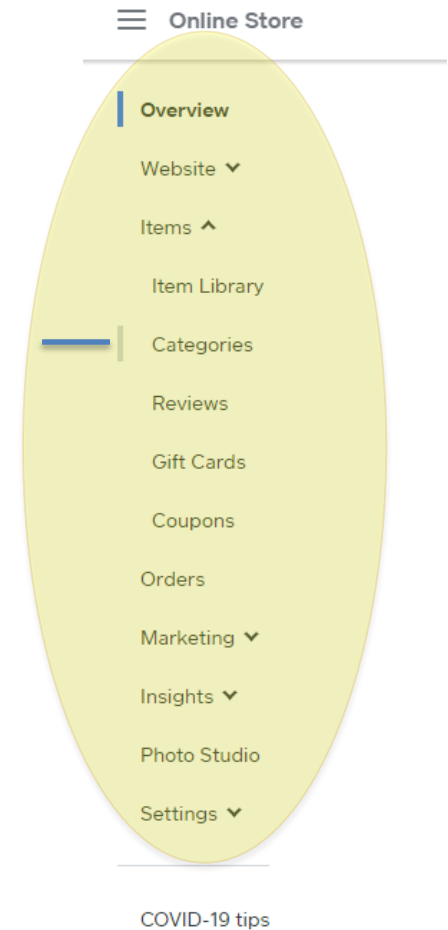 Online Store
Overview
Website
Items
Item Library
Categories
Reviews
Gift Cards
Coupons
Orders
Marketing
Insights
Photo Studio
Settings
COVID-19 tips